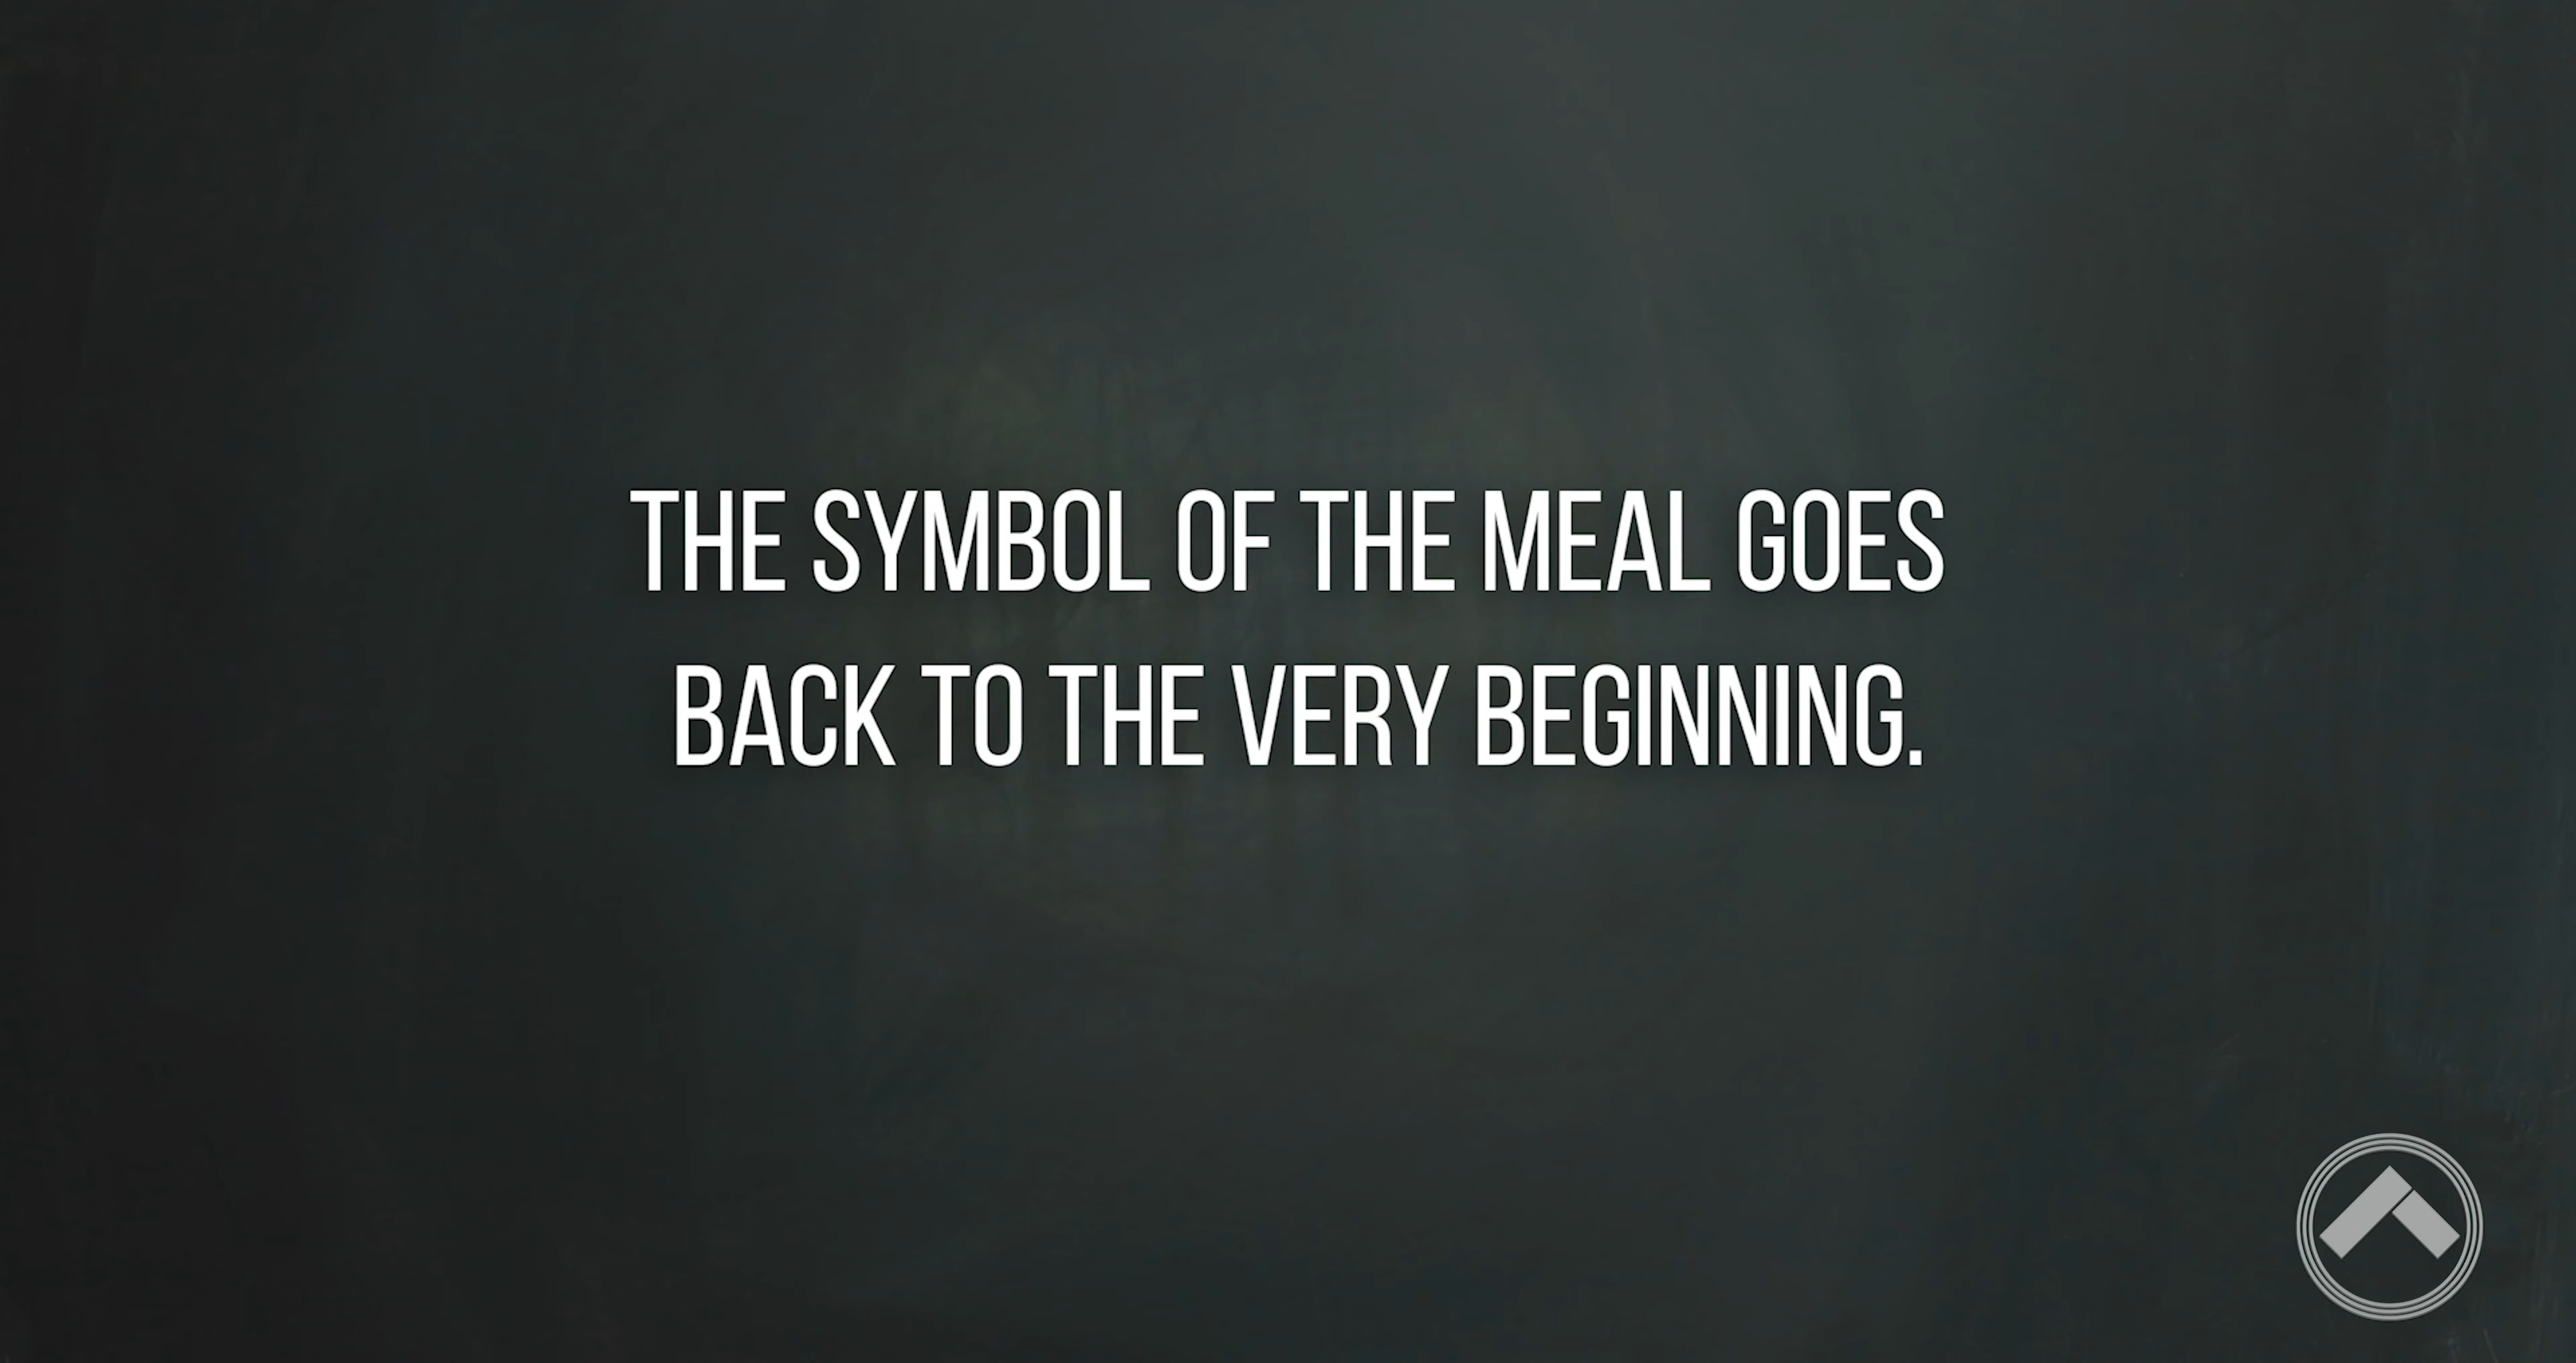 THE SYMBOL OF THE MEAL GOES
BACK TO THE VERY BEGINNING.